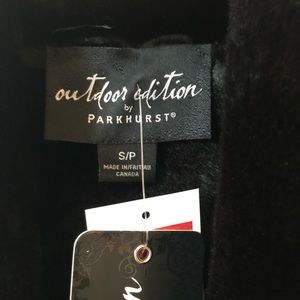 outdoor edition
by
PARKHURST®
S/P
MADE IN/FAIT AU
CANADA